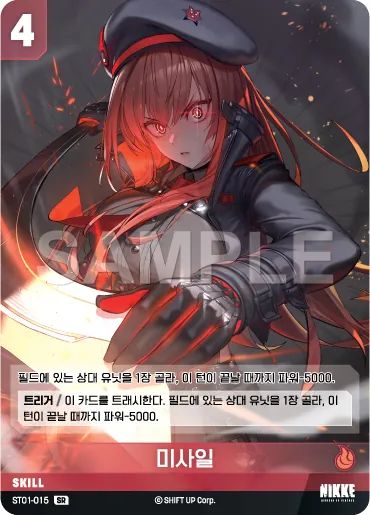 4
SAMPLE
필드에 있는 상대 유닛을 1장 골라, 이 턴이 끝날 때까지 파워-5000.
트리거 / 이 카드를 트래시한다. 필드에 있는 상대 유닛을 1장 골라, 이
턴이 끝날 때까지 파워-5000.
미사일
SKILL
ST01-015 SR
© SHIFT UP Corp.
NIKKE